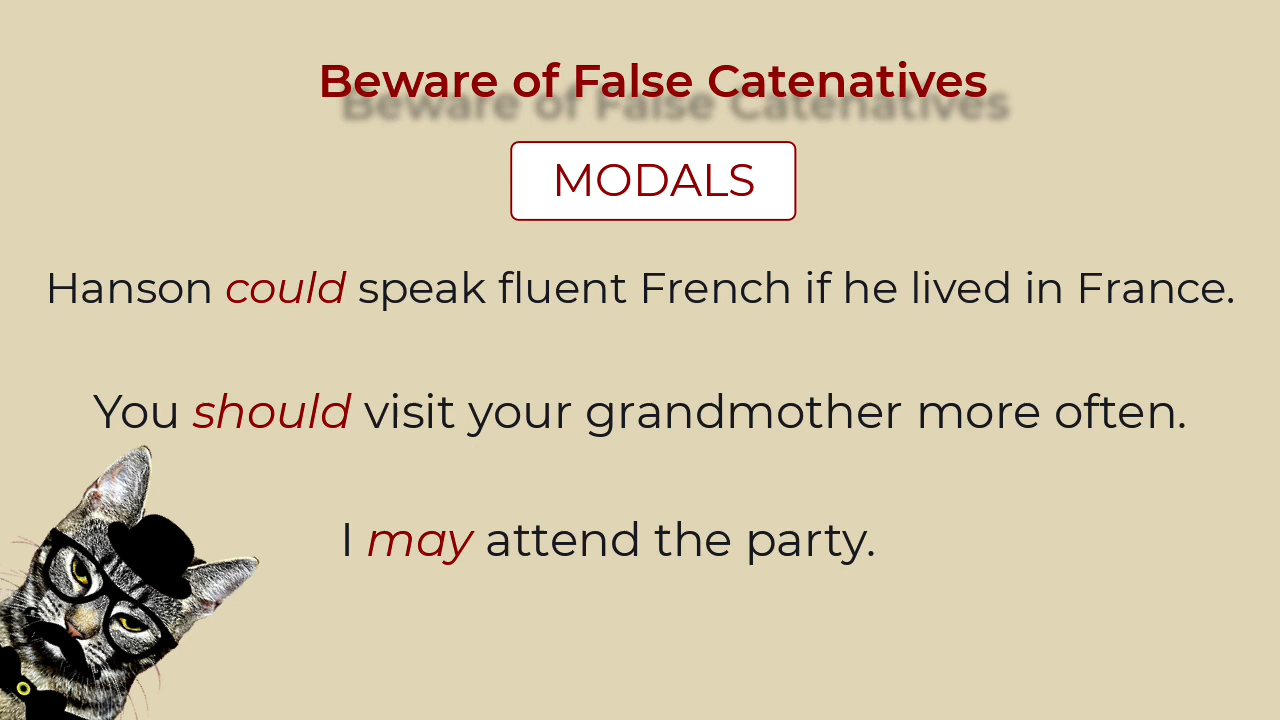 Beware of False Catenatives
MODALS
Hanson could speak fluent French if he lived in France.
You should visit your grandmother more often.
I may attend the party.